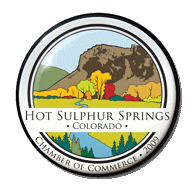 HOT SULPHUR SPRINGS
• COLORADO •
CHAMBER OF COMMERCE • 2009